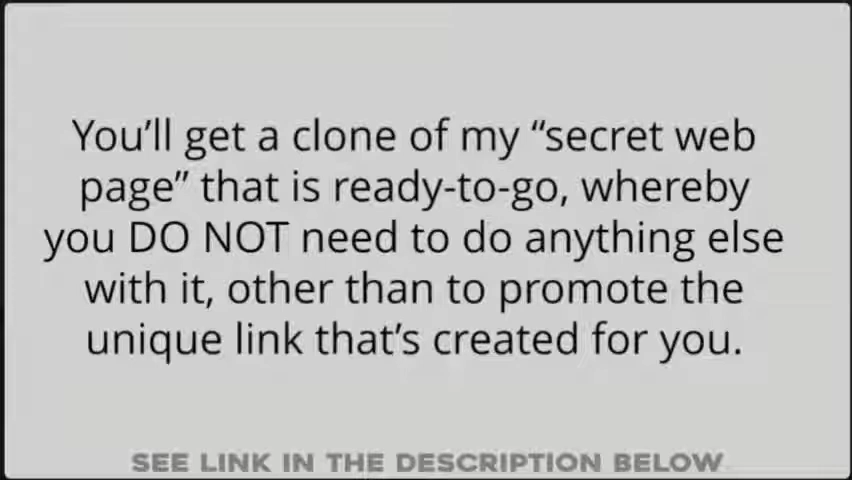 You’ll get a clone of my “secret web
page” that is ready-to-go, whereby
you DO NOT need to do anything else
with it, other than to promote the
unique link that’s created for you.
SEE LINK IN THE DESCRIPTION BELOW